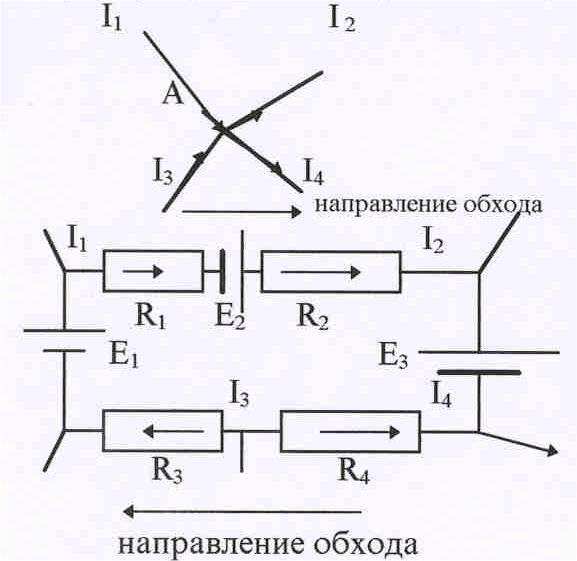 I₁ I₂
A
I₃ I₄
направление обхода
I₁ I₂
R₁ E₂ R₂
E₁ E₃
I₃ I₄
R₃ R₄
направление обхода